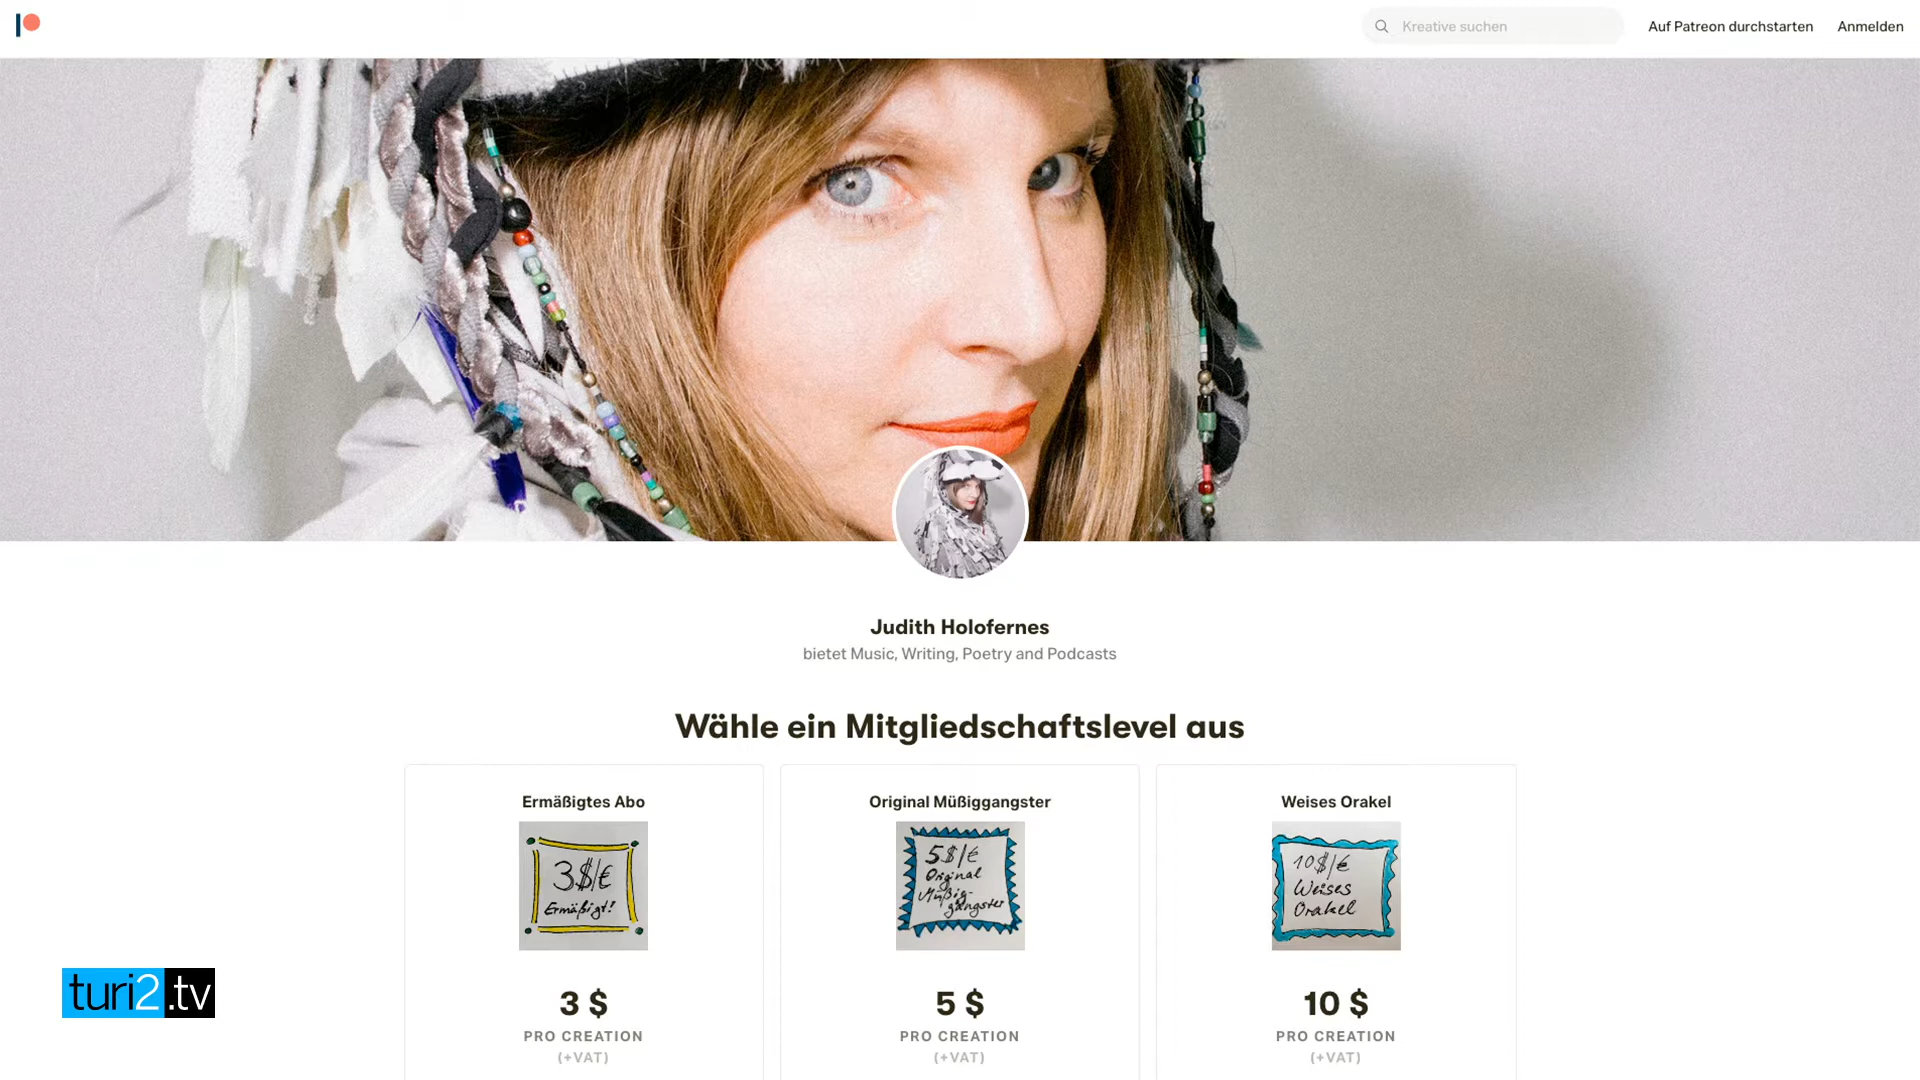 Kreative suchen
Auf Patreon durchstarten
Anmelden
Judith Holofernes
bietet Music, Writing, Poetry and Podcasts
Wähle ein Mitgliedschaftslevel aus
Ermäßigtes Abo
3$/€
Ermäßigt!
3 $
PRO CREATION
(+VAT)
Original Müßiggangster
5$/€
Original
Müßig-
gangster
5 $
PRO CREATION
(+VAT)
Weises Orakel
10$/€
Weises
Orakel
10 $
PRO CREATION
(+VAT)
turi2.tv